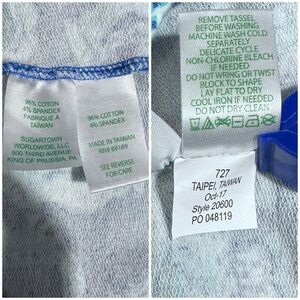 96% COTTON
4% SPANDEX
FABRIQUÉ À
TAÏWAN
SUGARTOWN
WORLDWIDE, LLC
800 THIRD AVENUE
KING OF PRUSSIA, PA
96% COTTON
4% SPANDEX
MADE IN TAIWAN
RN# 88189
SEE REVERSE
FOR CARE
REMOVE TASSEL
BEFORE WASHING
MACHINE WASH COLD
SEPARATELY
DELICATE CYCLE
NON-CHLORINE BLEACH
IF NEEDED
DO NOT WRING OR TWIST
BLOCK TO SHAPE
LAY FLAT TO DRY
COOL IRON IF NEEDED
DO NOT DRY CLEAN
727
TAIPEI, TAIWAN
Oct-17
Style 20600
PO 048119